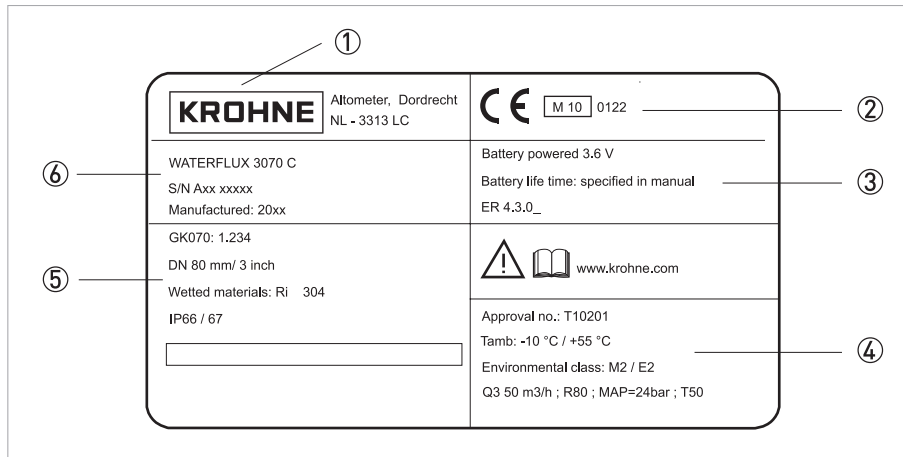 ①
KROHNE
Altometer, Dordrecht
NL - 3313 LC
CE M 10 0122
②
⑥
WATERFLUX 3070 C
S/N Axx xxxxx
Manufactured: 20xx
Battery powered 3.6 V
Battery life time: specified in manual
ER 4.3.0_
③
⑤
GK070: 1.234
DN 80 mm/ 3 inch
Wetted materials: Ri 304
IP66 / 67
www.krohne.com
Approval no.: T10201
Tamb: -10 °C / +55 °C
Environmental class: M2 / E2
Q3 50 m3/h ; R80 ; MAP=24bar ; T50
④